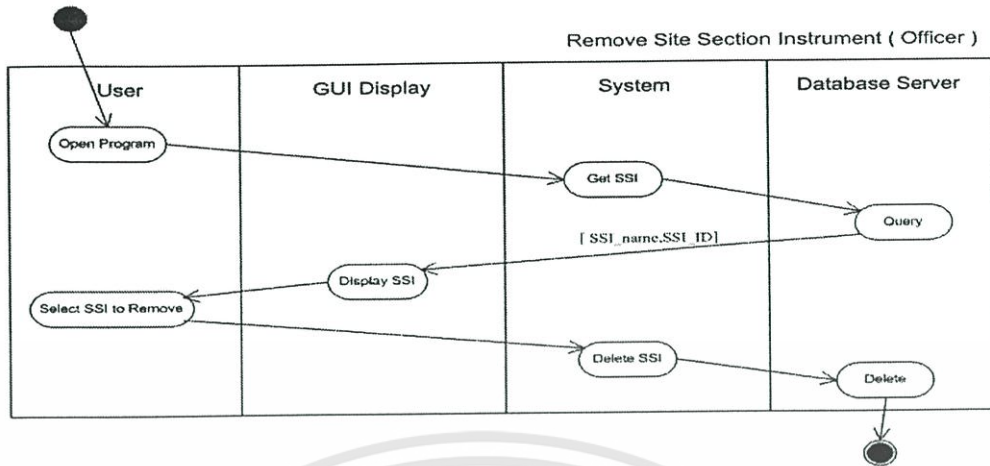 Remove Site Section Instrument ( Officer )
User
GUI Display
System
Database Server
Open Program
Get SSI
Query
[ SSI_name,SSI_ID]
Display SSI
Select SSI to Remove
Delete SSI
Delete